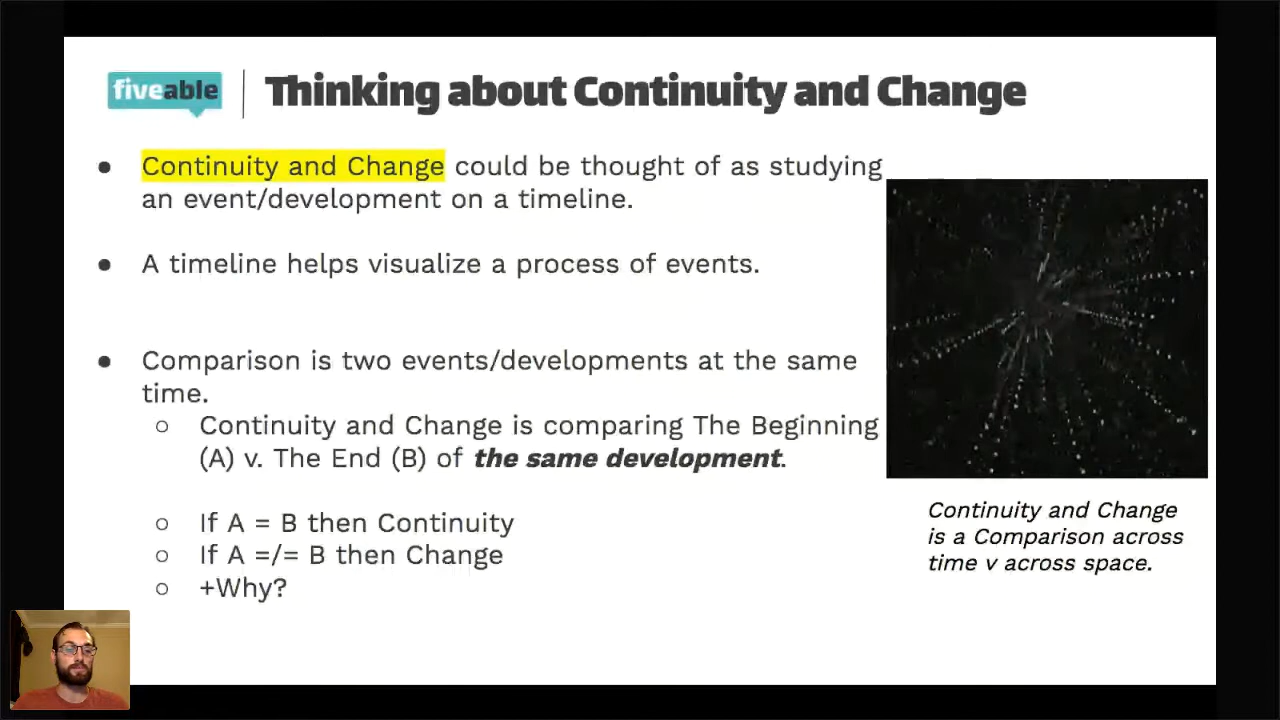 fiveable
Thinking about Continuity and Change
● Continuity and Change could be thought of as studying
an event/development on a timeline.
● A timeline helps visualize a process of events.
● Comparison is two events/developments at the same
time.
○ Continuity and Change is comparing The Beginning
(A) v. The End (B) of the same development.
○ If A = B then Continuity
○ If A =/= B then Change
○ +Why?
Continuity and Change
is a Comparison across
time v across space.